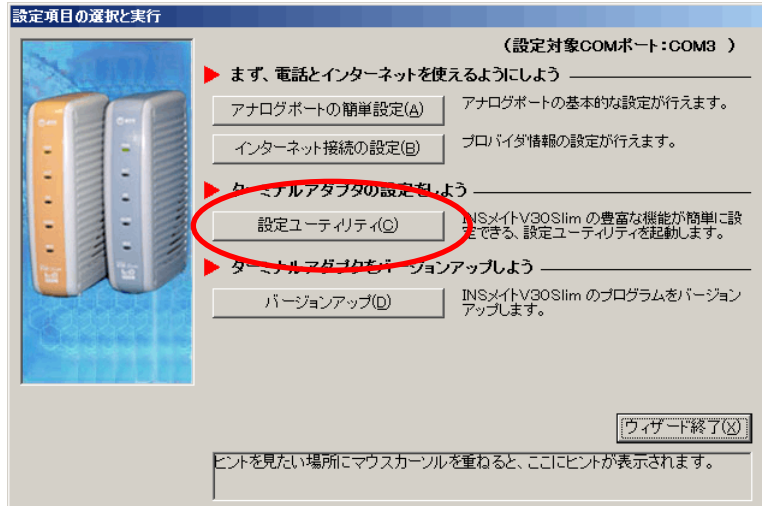 設定項目の選択と実行
(設定対象COMポート:COM3 )
まず、電話とインターネットを使えるようにしよう
アナログポートの簡単設定(A)
アナログポートの基本的な設定が行えます。
インターネット接続の設定(B)
プロバイダ情報の設定が行えます。
ターミナルアダプタの設定をしよう
設定ユーティリティ(C)
INSメイトV30Slim の豊富な機能が簡単に設
定できる、設定ユーティリティを起動します。
ターミナルアダプタをバージョンアップしよう
バージョンアップ(D)
INSメイトV30Slim のプログラムをバージョン
アップします。
ウィザード終了(X)
ヒントを見たい場所にマウスカーソルを重ねると、ここにヒントが表示されます。